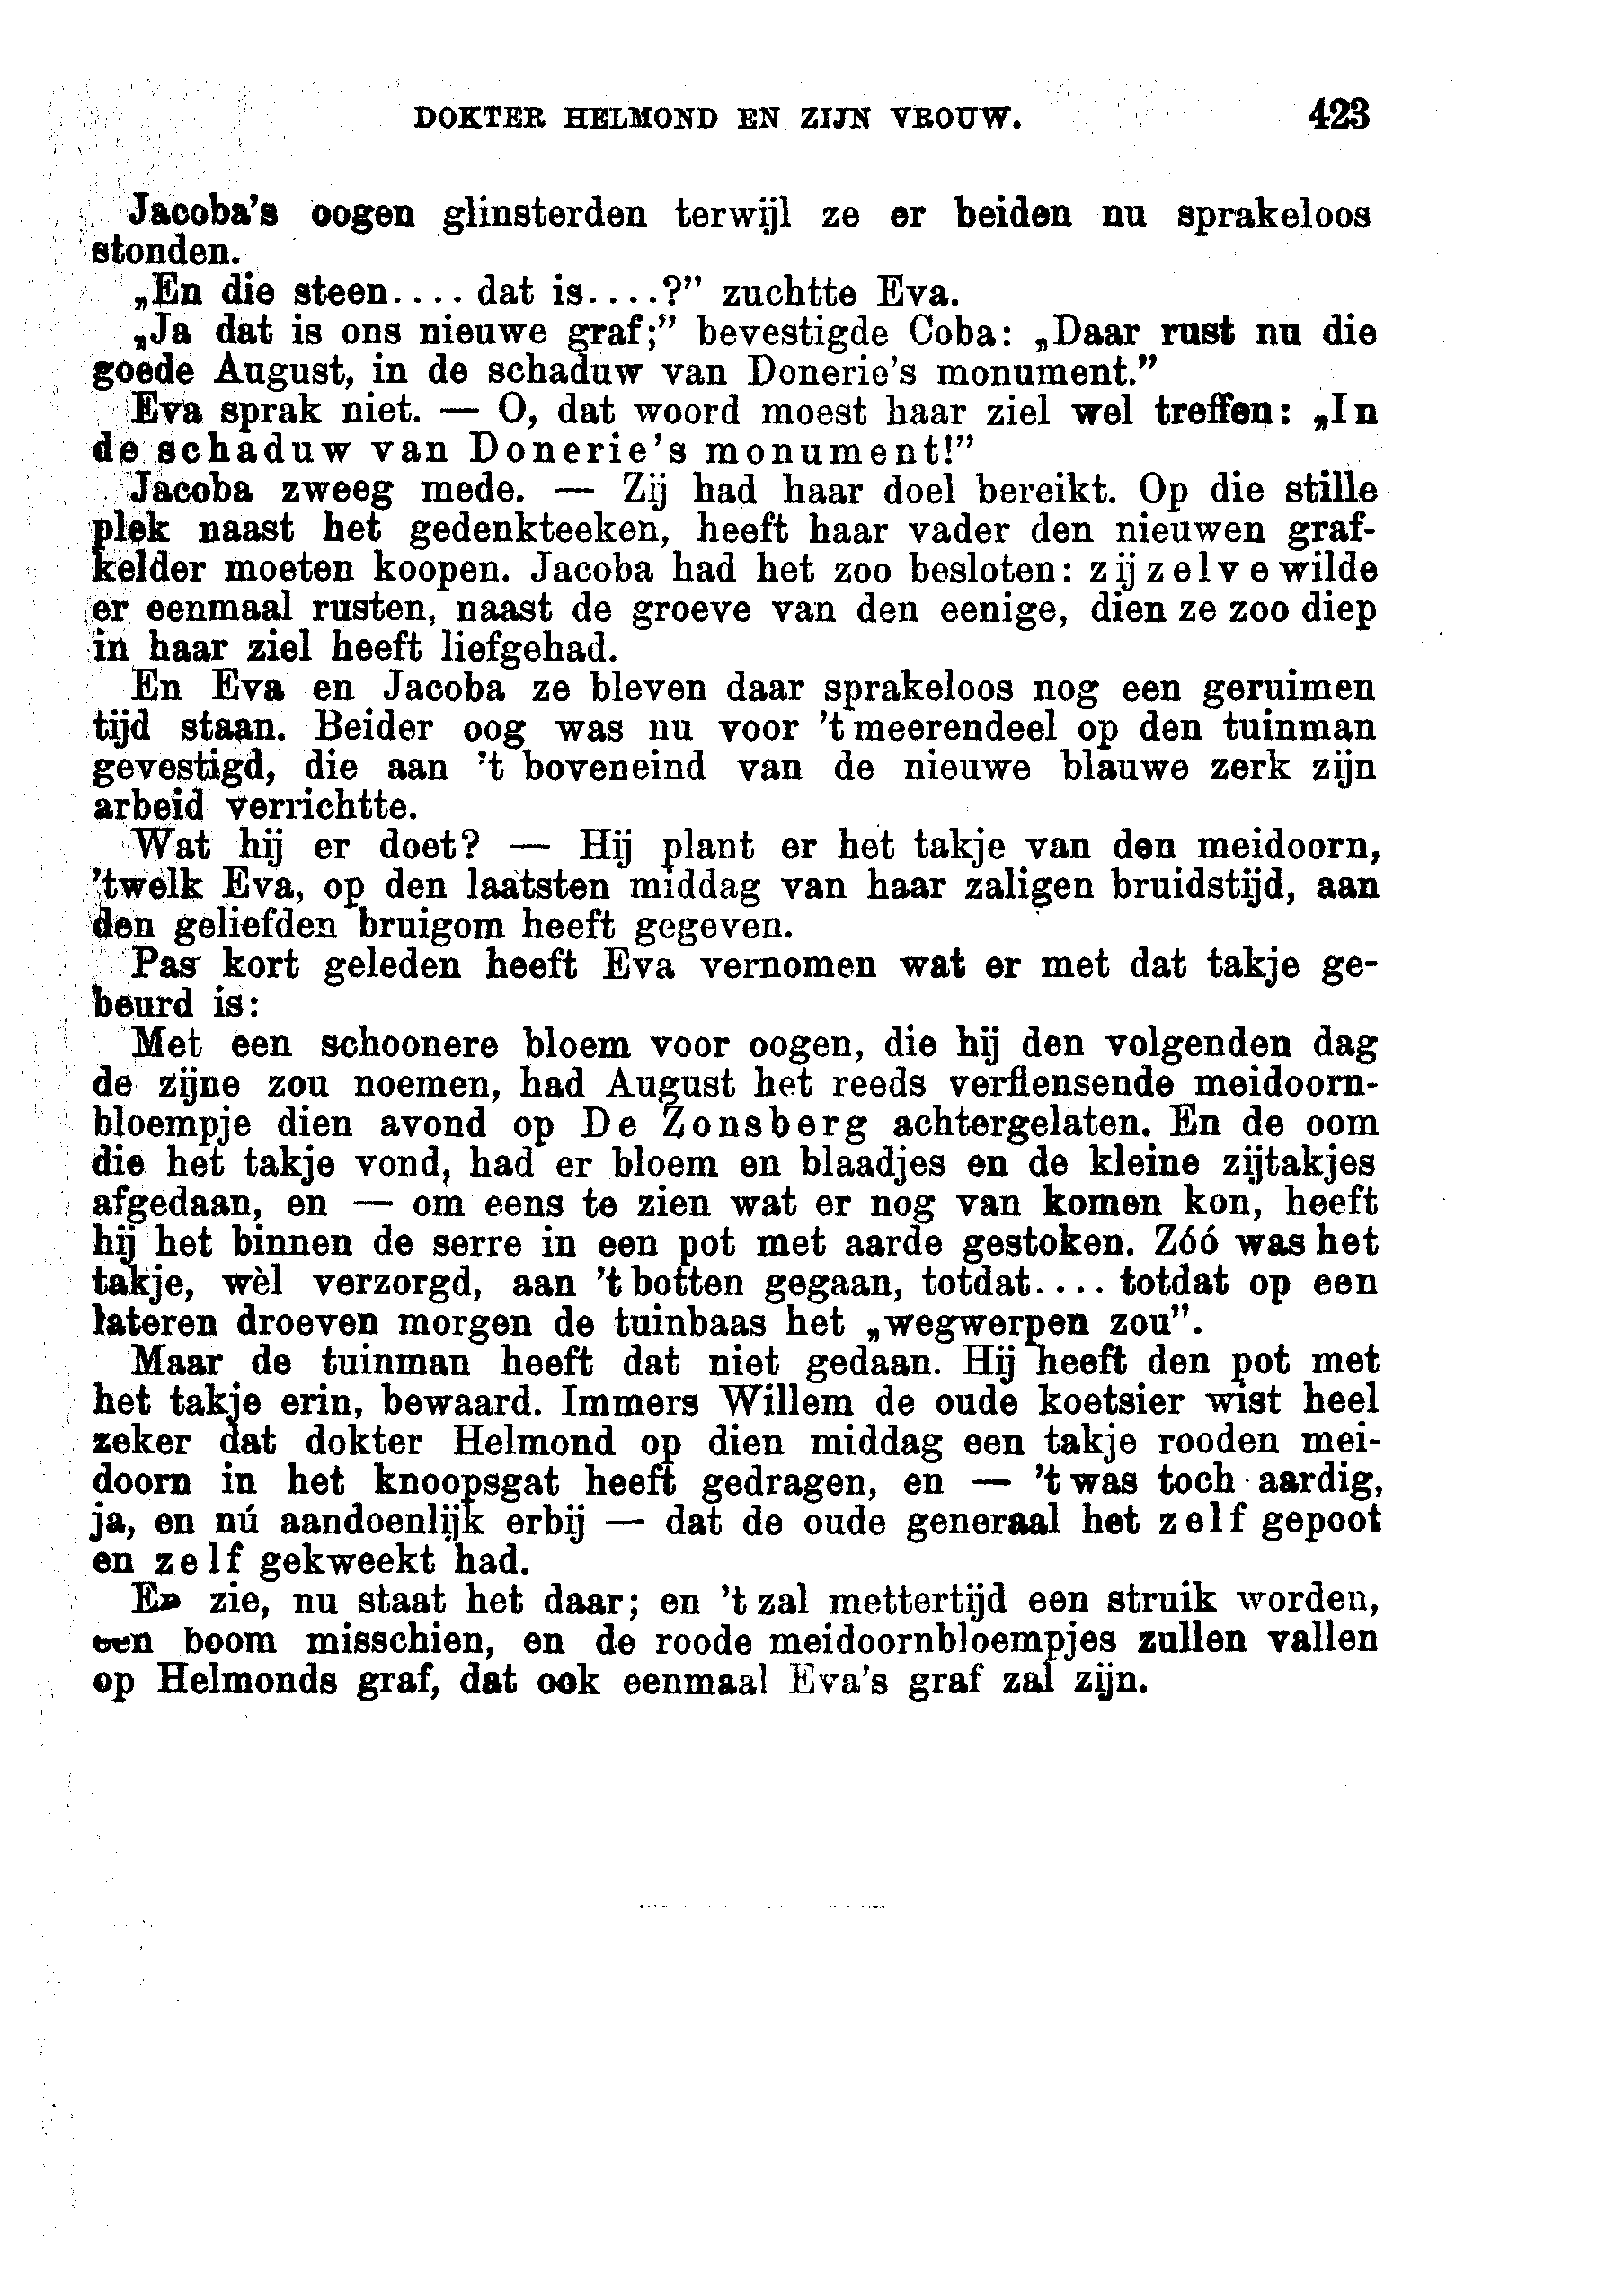 DOKTER HELMOND EN ZIJN VROUW. 423
Jacoba's oogen glinsterden terwijl ze er beiden nu sprakeloos
stonden.
„En die steen.... dat is....?” zuchtte Eva.
„Ja dat is ons nieuwe graf;” bevestigde Coba: „Daar rust nu die
goede August, in de schaduw van Donerie's monument.”
Eva sprak niet. — O, dat woord moest haar ziel wel treffen: „In
de schaduw van Donerie's monument!”
Jacoba zweeg mede. — Zij had haar doel bereikt. Op die stille
plek naast het gedenkteeken, heeft haar vader den nieuwen graf-
kelder moeten koopen. Jacoba had het zoo besloten: zij zelve wilde
er eenmaal rusten, naast de groeve van den eenige, dien ze zoo diep
in haar ziel heeft liefgehad.
En Eva en Jacoba ze bleven daar sprakeloos nog een geruimen
tijd staan. Beider oog was nu voor 't meerendeel op den tuinman
gevestigd, die aan 't boveneind van de nieuwe blauwe zerk zijn
arbeid verrichtte.
Wat hij er doet? — Hij plant er het takje van den meidoorn,
'twelk Eva, op den laatsten middag van haar zaligen bruidstijd, aan
den geliefden bruigom heeft gegeven.
Pas kort geleden heeft Eva vernomen wat er met dat takje ge-
beurd is:
Met een schoonere bloem voor oogen, die hij den volgenden dag
de zijne zou noemen, had August het reeds verflensende meidoorn-
bloempje dien avond op De Zonsberg achtergelaten. En de oom
die het takje vond, had er bloem en blaadjes en de kleine zijtakjes
afgedaan, en — om eens te zien wat er nog van komen kon, heeft
hij het binnen de serre in een pot met aarde gestoken. Zóó was het
takje, wèl verzorgd, aan 't botten gegaan, totdat.... totdat op een
lateren droeven morgen de tuinbaas het „wegwerpen zou”.
Maar de tuinman heeft dat niet gedaan. Hij heeft den pot met
het takje erin, bewaard. Immers Willem de oude koetsier wist heel
zeker dat dokter Helmond op dien middag een takje rooden mei-
doorn in het knoopsgat heeft gedragen, en — 't was toch aardig,
ja, en nú aandoenlijk erbij — dat de oude generaal het zelf gepoot
en zelf gekweekt had.
En zie, nu staat het daar; en 't zal mettertijd een struik worden,
een boom misschien, en de roode meidoornbloempjes zullen vallen
op Helmonds graf, dat ook eenmaal Eva's graf zal zijn.